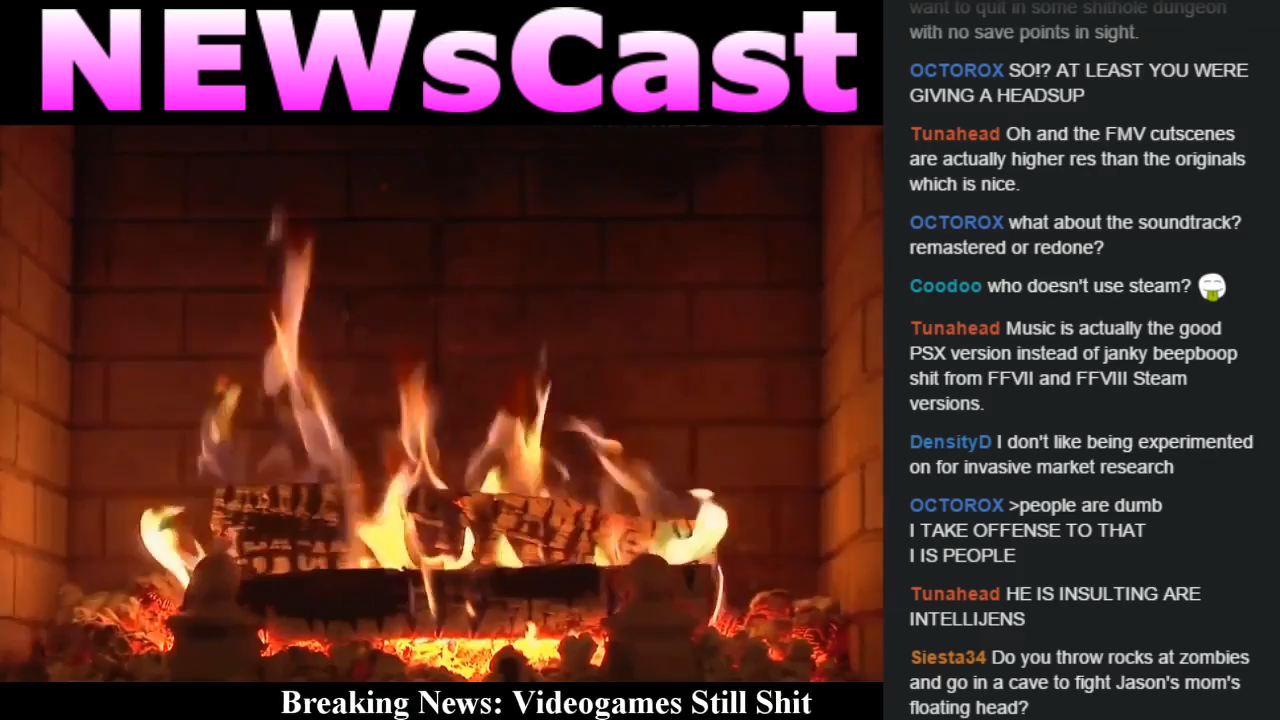 NEWsCast
want to quit in some shithole dungeon
with no save points in sight.
OCTOROX SO!? AT LEAST YOU WERE
GIVING A HEADSUP
Tunahead Oh and the FMV cutscenes
are actually higher res than the originals
which is nice.
OCTOROX what about the soundtrack?
remastered or redone?
Coodoo who doesn't use steam?
Tunahead Music is actually the good
PSX version instead of janky beepboop
shit from FFVII and FFVIII Steam
versions.
DensityD I don't like being experimented
on for invasive market research
OCTOROX >people are dumb
I TAKE OFFENSE TO THAT
I IS PEOPLE
Tunahead HE IS INSULTING ARE
INTELLIJENS
Siesta34 Do you throw rocks at zombies
and go in a cave to fight Jason's mom's
floating head?
Breaking News: Videogames Still Shit